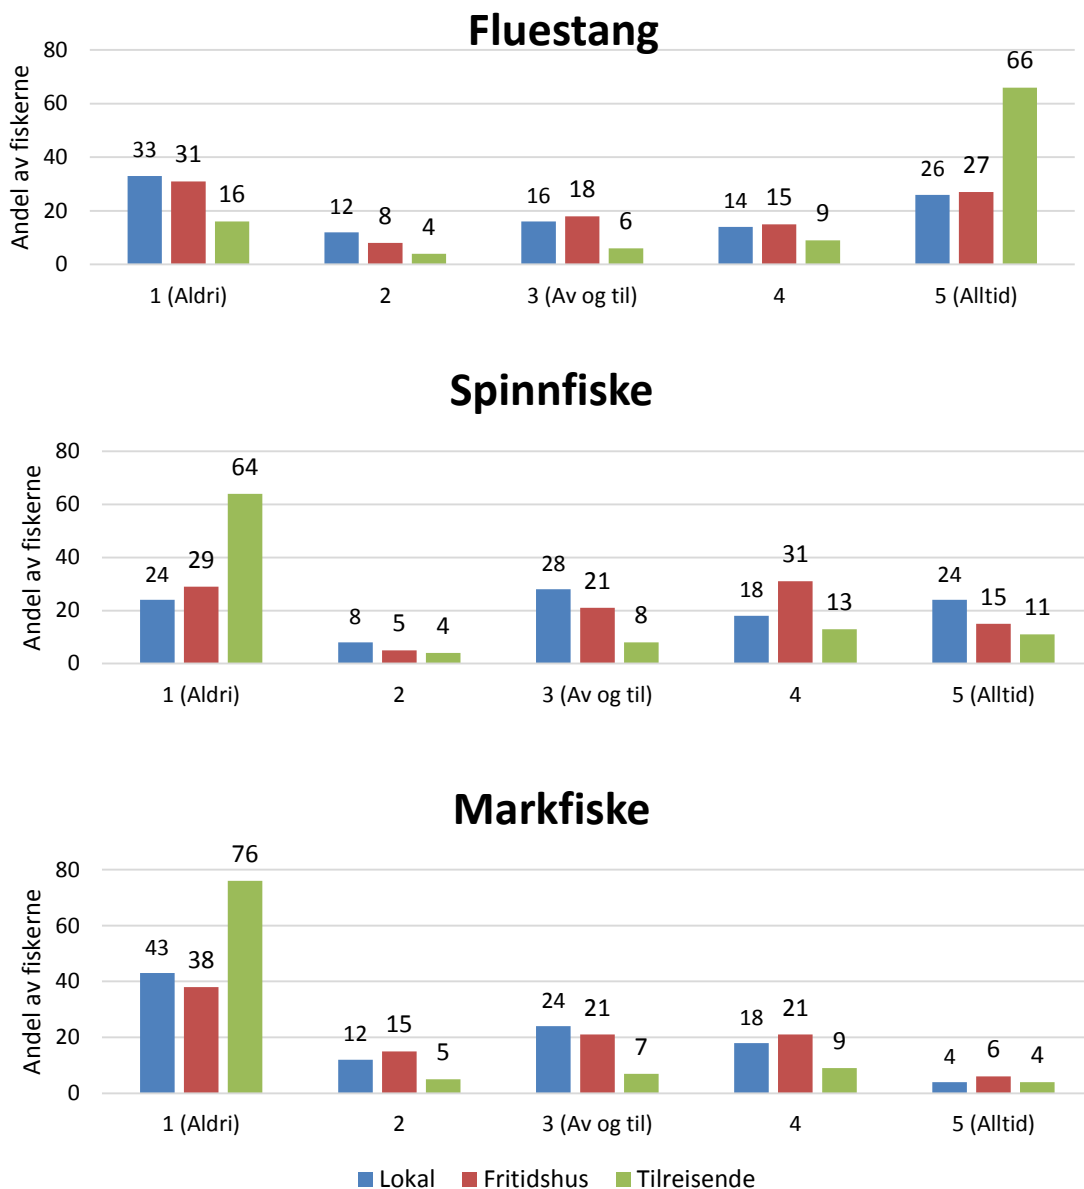 Fluestang
Andel av fiskerne
80
60
40
20
0
33 31 16
12 8 4
16 18 6
14 15 9
26 27 66
1 (Aldri) 2 3 (Av og til) 4 5 (Alltid)
Spinnfiske
Andel av fiskerne
80
60
40
20
0
24 29 64
8 5 4
28 21 8
18 31 13
24 15 11
1 (Aldri) 2 3 (Av og til) 4 5 (Alltid)
Markfiske
Andel av fiskerne
80
60
40
20
0
43 38 76
12 15 5
24 21 7
18 21 9
4 6 4
1 (Aldri) 2 3 (Av og til) 4 5 (Alltid)
Lokal Fritidshus Tilreisende